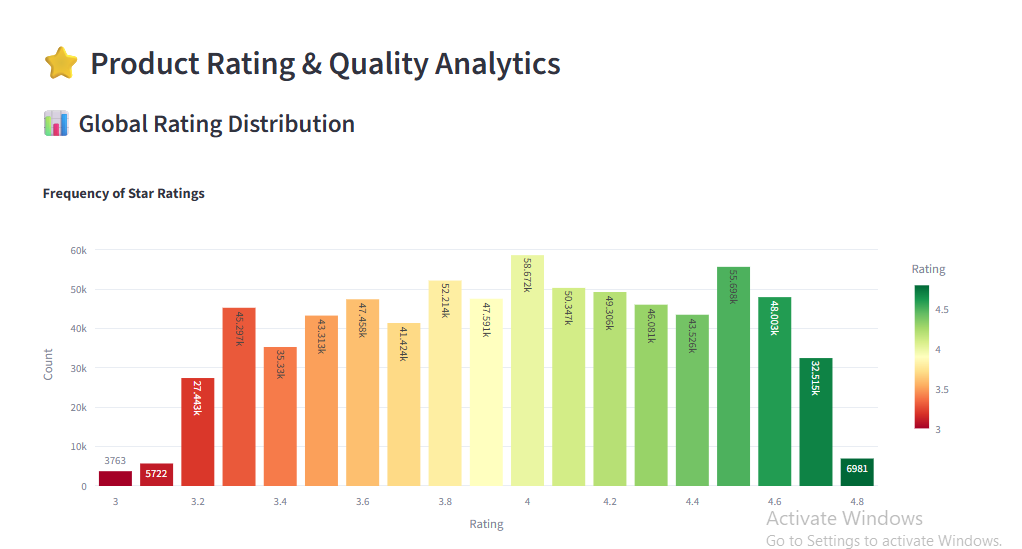 Product Rating & Quality Analytics
Global Rating Distribution
Frequency of Star Ratings
60k
50k
40k
30k
20k
10k
0
Count
3763
5722
27.443k
45.297k
35.33k
43.313k
47.458k
41.424k
52.214k
47.591k
58.672k
50.347k
49.306k
46.081k
43.526k
55.698k
48.003k
32.515k
6981
3 3.2 3.4 3.6 3.8 4 4.2 4.4 4.6 4.8
Rating
Rating
4.5
4
3.5
3
Activate Windows
Go to Settings to activate Windows.